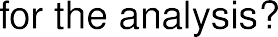 for the analysis?